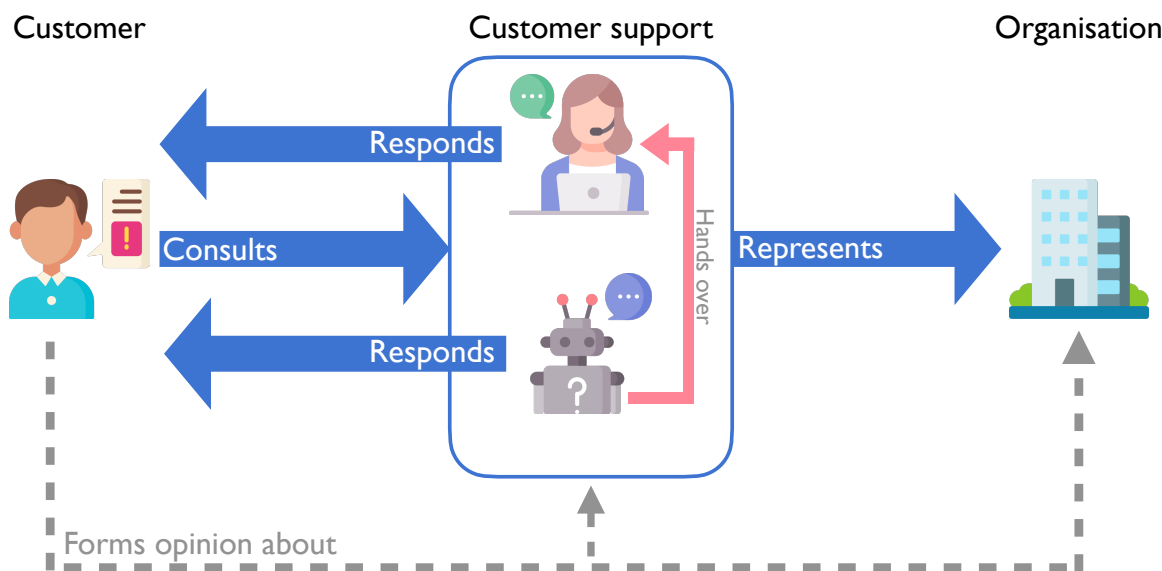 Customer
Customer support
Organisation
Responds
Consults
Hands over
Represents
Responds
?
Forms opinion about
!